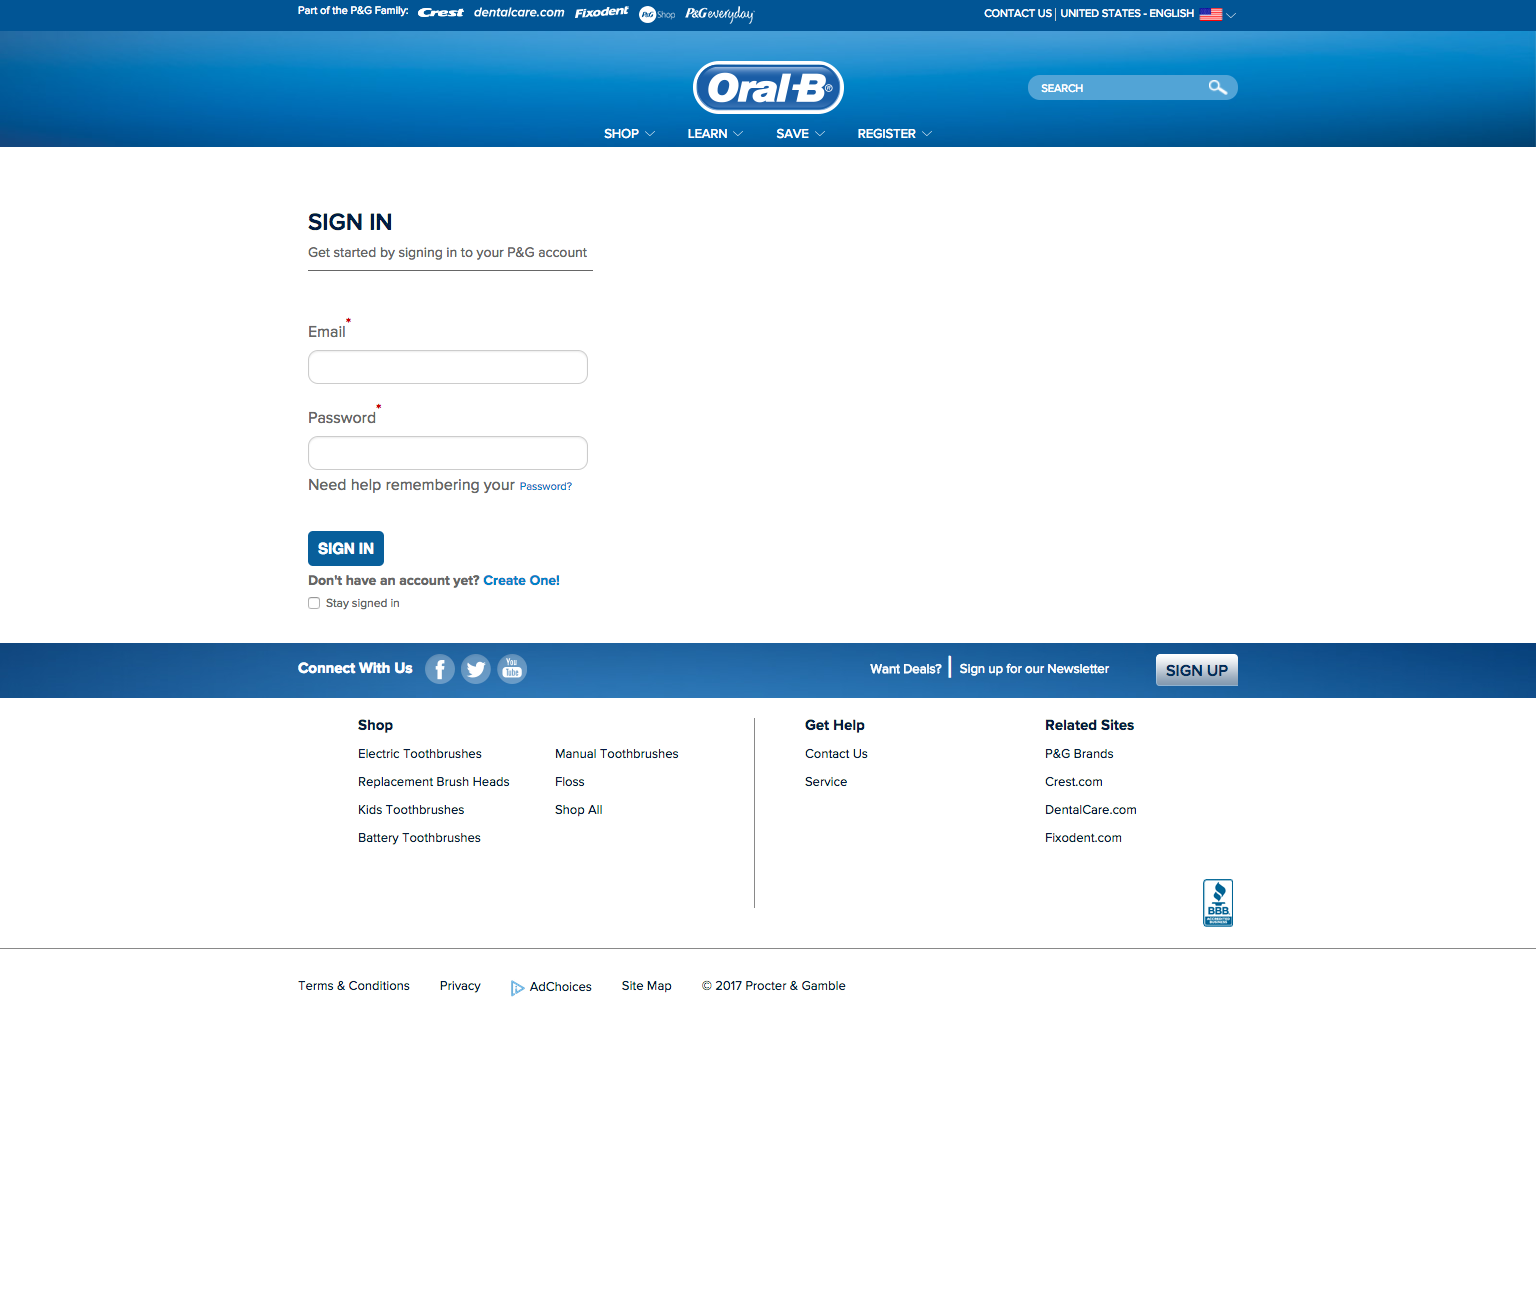 Part of the P&G Family: Crest dentalcare.com Fixodent P&G Shop P&G everyday
CONTACT US | UNITED STATES - ENGLISH
Oral-B®
SEARCH
SHOP LEARN SAVE REGISTER
SIGN IN
Get started by signing in to your P&G account
Email*
Password*
Need help remembering your Password?
SIGN IN
Don't have an account yet? Create One!
Stay signed in
Connect With Us You Tube
Want Deals? | Sign up for our Newsletter SIGN UP
Shop
Electric Toothbrushes
Replacement Brush Heads
Kids Toothbrushes
Battery Toothbrushes
Manual Toothbrushes
Floss
Shop All
Get Help
Contact Us
Service
Related Sites
P&G Brands
Crest.com
DentalCare.com
Fixodent.com
BBB.
ACCREDITED
BUSINESS
Terms & Conditions Privacy AdChoices Site Map © 2017 Procter & Gamble